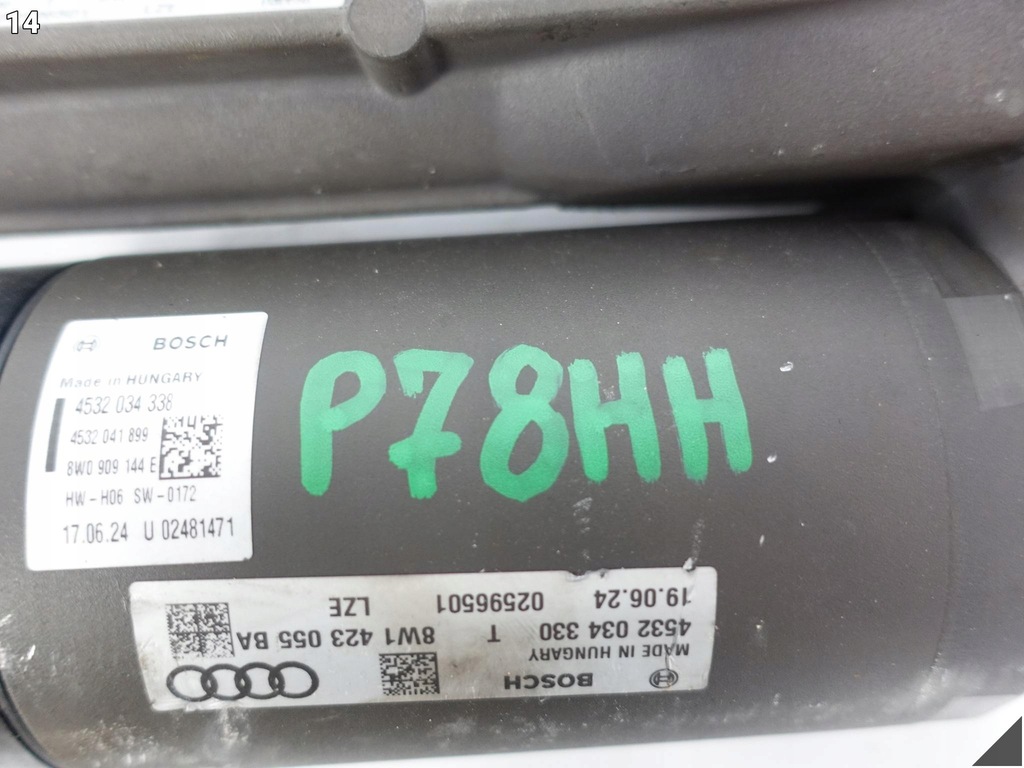 14
BOSCH
Made in HUNGARY
4532 034 338
4532 041 899
8W0 909 144 E
HW-H06 SW-0172
17.06.24 U 02481471
P78HH
BOSCH
MADE IN HUNGARY
4532 034 330 T 8W1 423 055 BA
19.06.24 02596501 LZE